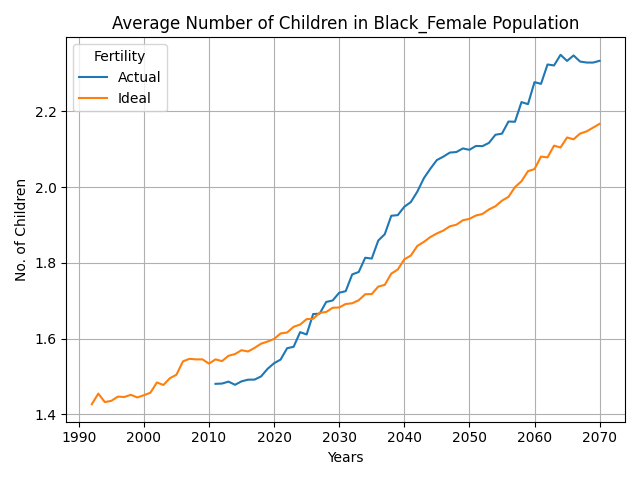 Average Number of Children in Black_Female Population
Fertility
Actual
Ideal
No. of Children
2.2
2.0
1.8
1.6
1.4
1990 2000 2010 2020 2030 2040 2050 2060 2070
Years